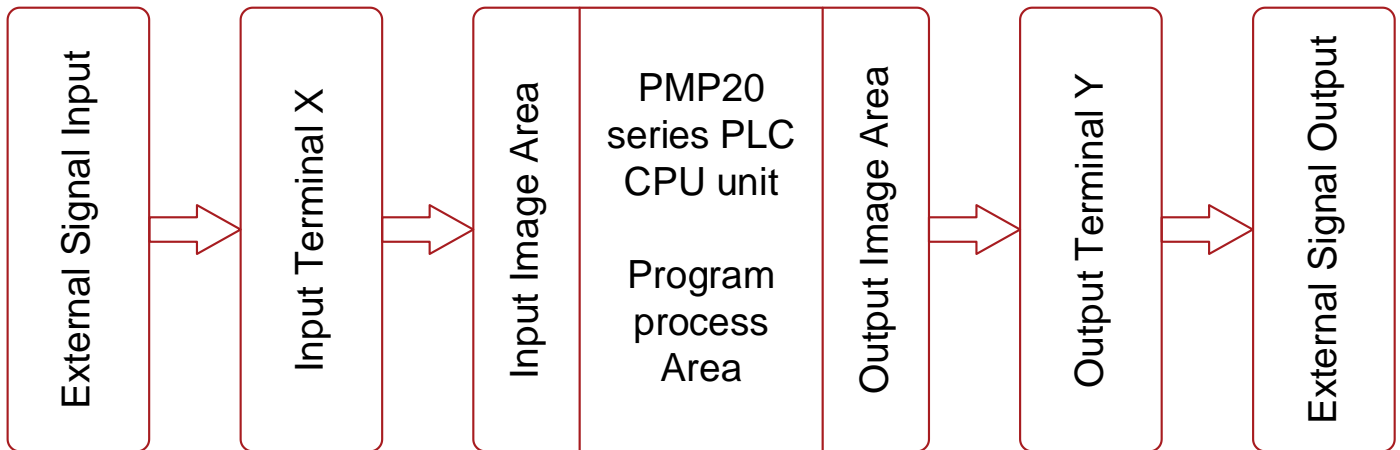 External Signal Input
Input Terminal X
Input Image Area
PMP20
series PLC
CPU unit
Program
process
Area
Output Image Area
Output Terminal Y
External Signal Output